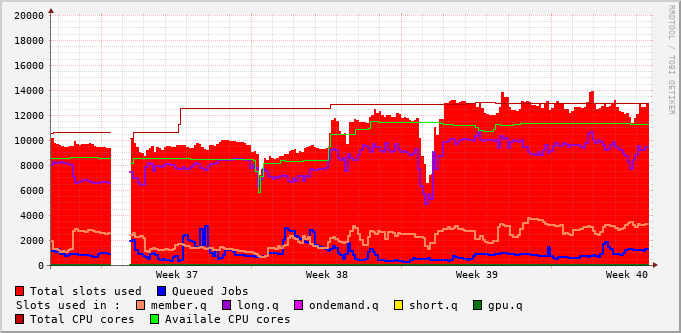 RRDTOOL / TOBI OETIKER
20000
18000
16000
14000
12000
10000
8000
6000
4000
2000
0
Week 37 Week 38 Week 39 Week 40
Total slots used Queued Jobs
Slots used in : member.q long.q ondemand.q short.q gpu.q
Total CPU cores Availale CPU cores